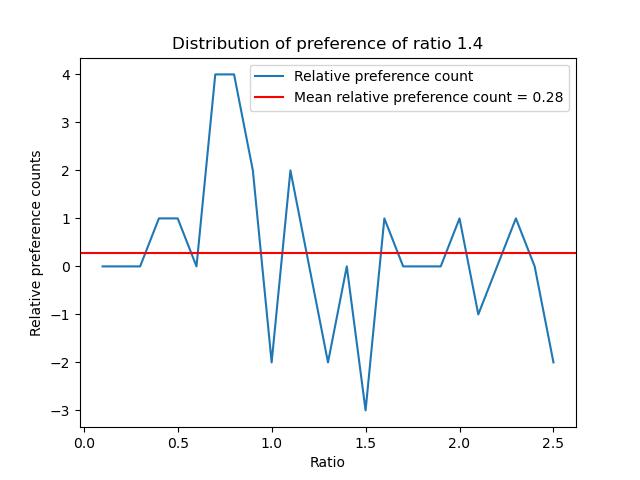 Distribution of preference of ratio 1.4
Relative preference count
Mean relative preference count = 0.28
Relative preference counts
4
3
2
1
0
−1
−2
−3
0.0 0.5 1.0 1.5 2.0 2.5
Ratio